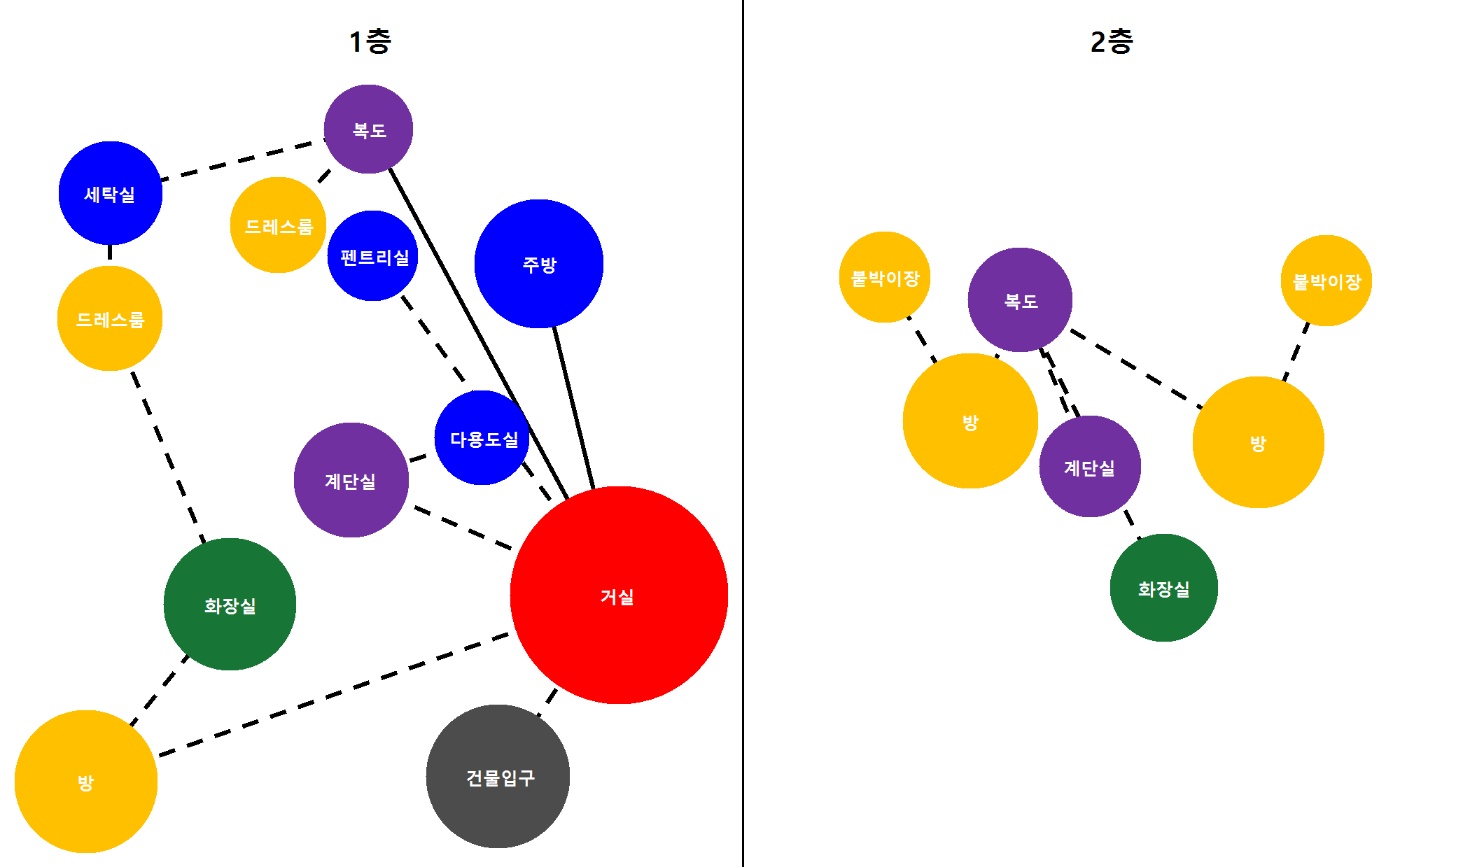 1층
복도
세탁실
드레스룸
펜트리실
주방
드레스룸
다용도실
계단실
거실
화장실
방
건물입구
2층
붙박이장
복도
붙박이장
방
방
계단실
화장실